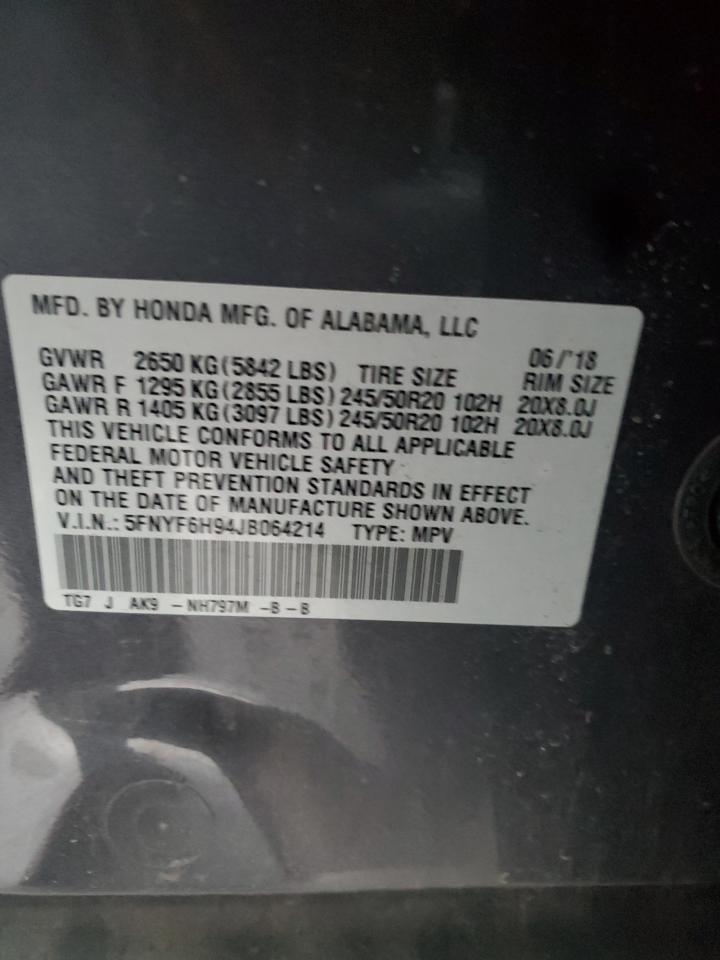 MFD. BY HONDA MFG. OF ALABAMA, LLC
06/'18
GVWR 2650 KG(5842 LBS) TIRE SIZE RIM SIZE
GAWR F 1295 KG(2855 LBS) 245/50R20 102H 20X8.0J
GAWR R 1405 KG(3097 LBS) 245/50R20 102H 20X8.0J
THIS VEHICLE CONFORMS TO ALL APPLICABLE
FEDERAL MOTOR VEHICLE SAFETY
AND THEFT PREVENTION STANDARDS IN EFFECT
ON THE DATE OF MANUFACTURE SHOWN ABOVE.
V.I.N.: 5FNYF6H94JB064214 TYPE: MPV
TG7 J AK9 -NH797M -B-B